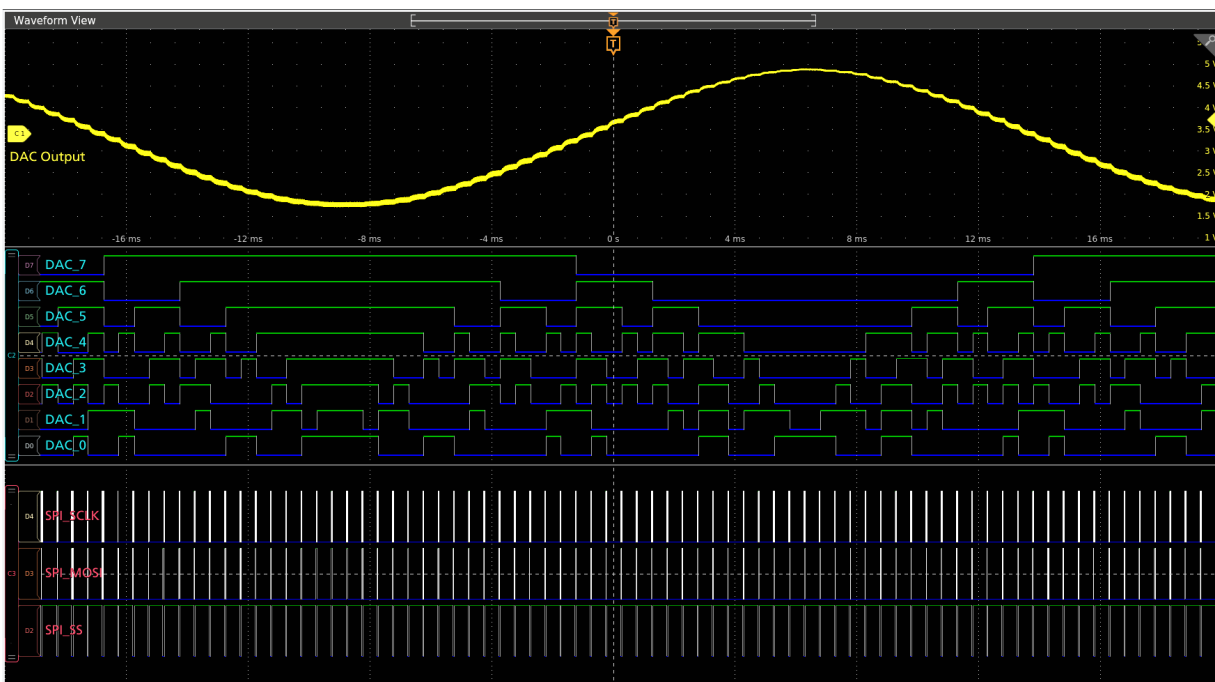 Waveform View
T
T
5 V
4.5 V
4 V
C 1
3.5 V
DAC Output
3 V
2.5 V
2 V
1.5 V
-16 ms -12 ms -8 ms -4 ms 0 s 4 ms 8 ms 12 ms 16 ms 1 V
D7 DAC_7
D6 DAC_6
D5 DAC_5
D4 DAC_4
C2
D3 DAC_3
D2 DAC_2
D1 DAC_1
D0 DAC_0
D4 SPI_SCLK
C3 D3 SPI_MOSI
D2 SPI_SS